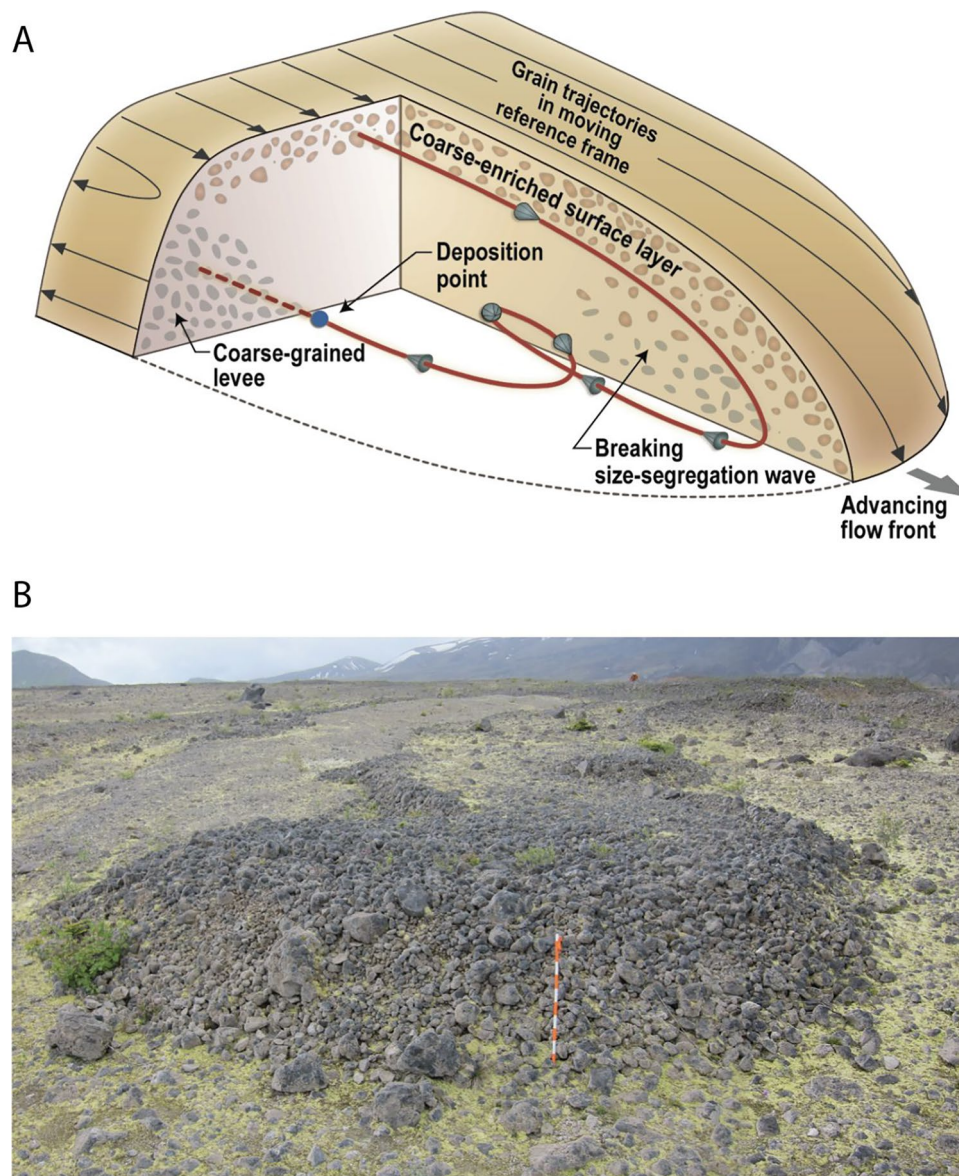 A
Grain trajectories
in moving
reference frame
Coarse-enriched surface layer
Deposition
point
Coarse-grained
levee
Breaking
size-segregation wave
Advancing
flow front
B